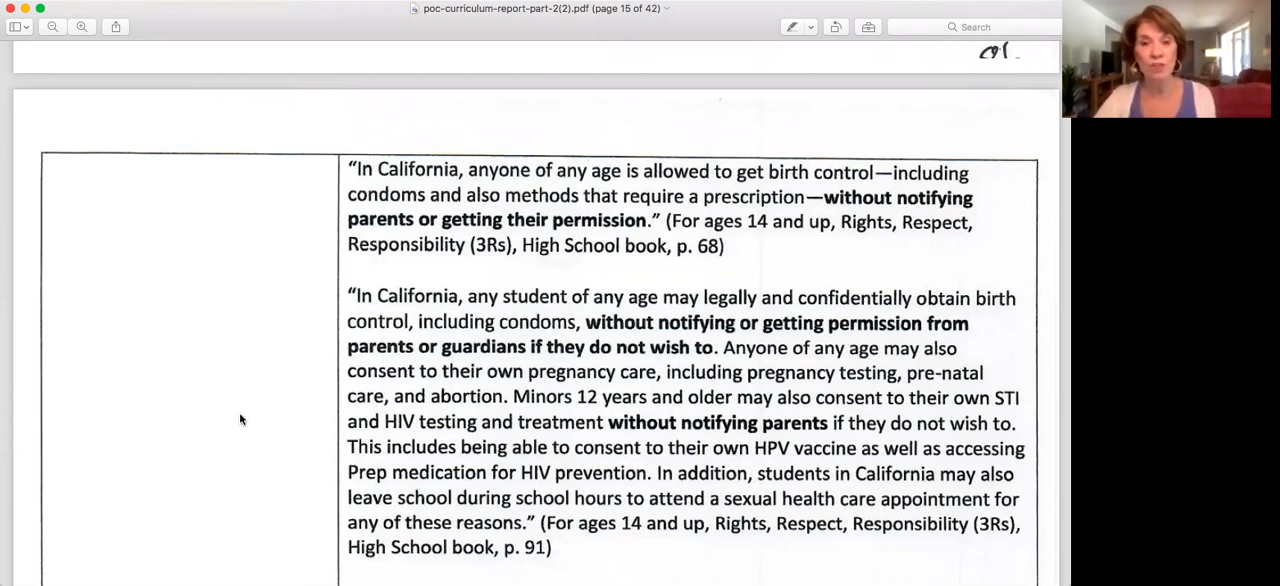 poc-curriculum-report-part-2(2).pdf (page 15 of 42)
Search
“In California, anyone of any age is allowed to get birth control—including
condoms and also methods that require a prescription—without notifying
parents or getting their permission.” (For ages 14 and up, Rights, Respect,
Responsibility (3Rs), High School book, p. 68)
“In California, any student of any age may legally and confidentially obtain birth
control, including condoms, without notifying or getting permission from
parents or guardians if they do not wish to. Anyone of any age may also
consent to their own pregnancy care, including pregnancy testing, pre-natal
care, and abortion. Minors 12 years and older may also consent to their own STI
and HIV testing and treatment without notifying parents if they do not wish to.
This includes being able to consent to their own HPV vaccine as well as accessing
Prep medication for HIV prevention. In addition, students in California may also
leave school during school hours to attend a sexual health care appointment for
any of these reasons.” (For ages 14 and up, Rights, Respect, Responsibility (3Rs),
High School book, p. 91)